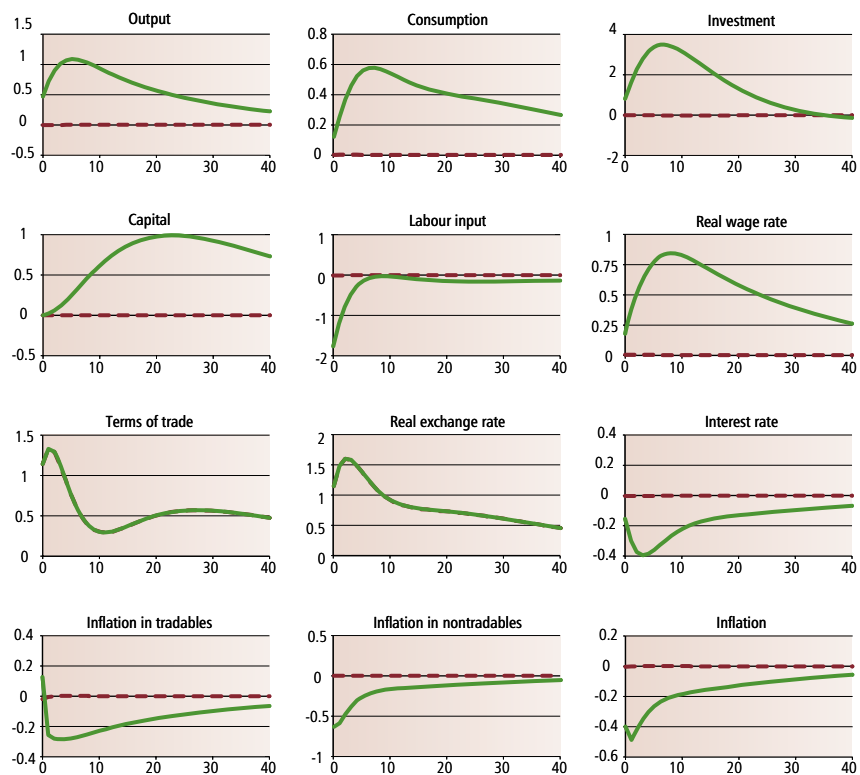 Output
1.5
1
0.5
0
-0.5
0 10 20 30 40
Consumption
0.8
0.6
0.4
0.2
0
0 10 20 30 40
Investment
4
2
0
-2
0 10 20 30 40
Capital
1
0.5
0
-0.5
0 10 20 30 40
Labour input
1
0
-1
-2
0 10 20 30 40
Real wage rate
1
0.75
0.5
0.25
0
0 10 20 30 40
Terms of trade
1.5
1
0.5
0
0 10 20 30 40
Real exchange rate
2
1.5
1
0.5
0
0 10 20 30 40
Interest rate
0.4
0.2
0
-0.2
-0.4
0 10 20 30 40
Inflation in tradables
0.4
0.2
0
-0.2
-0.4
0 10 20 30 40
Inflation in nontradables
0.5
0
-0.5
-1
0 10 20 30 40
Inflation
0.2
0
-0.2
-0.4
-0.6
0 10 20 30 40